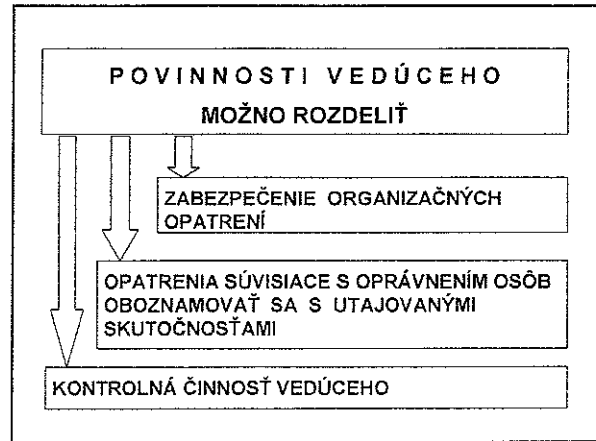 POVINNOSTI VEDÚCEHO
MOŽNO ROZDELIŤ
ZABEZPEČENIE ORGANIZAČNÝCH
OPATRENÍ
OPATRENIA SÚVISIACE S OPRÁVNENÍM OSÔB
OBOZNAMOVAŤ SA S UTAJOVANÝMI
SKUTOČNOSŤAMI
KONTROLNÁ ČINNOSŤ VEDÚCEHO